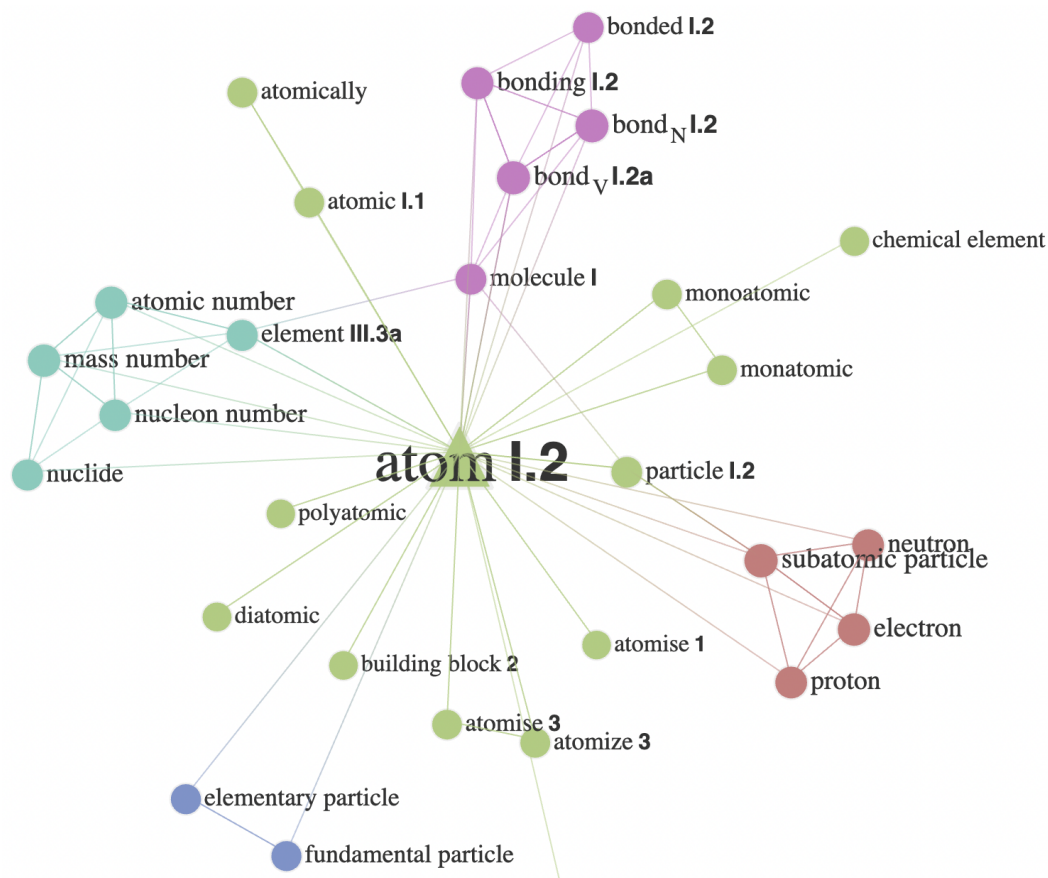 bonded I.2
bonding I.2
atomically
bond N I.2
bond V I.2a
atomic I.1
chemical element
molecule I
monoatomic
atomic number
element III.3a
mass number
monatomic
nucleon number
atom I.2
particle I.2
nuclide
polyatomic
neutron
subatomic particle
diatomic
electron
atomise 1
building block 2
proton
atomise 3
atomize 3
elementary particle
fundamental particle